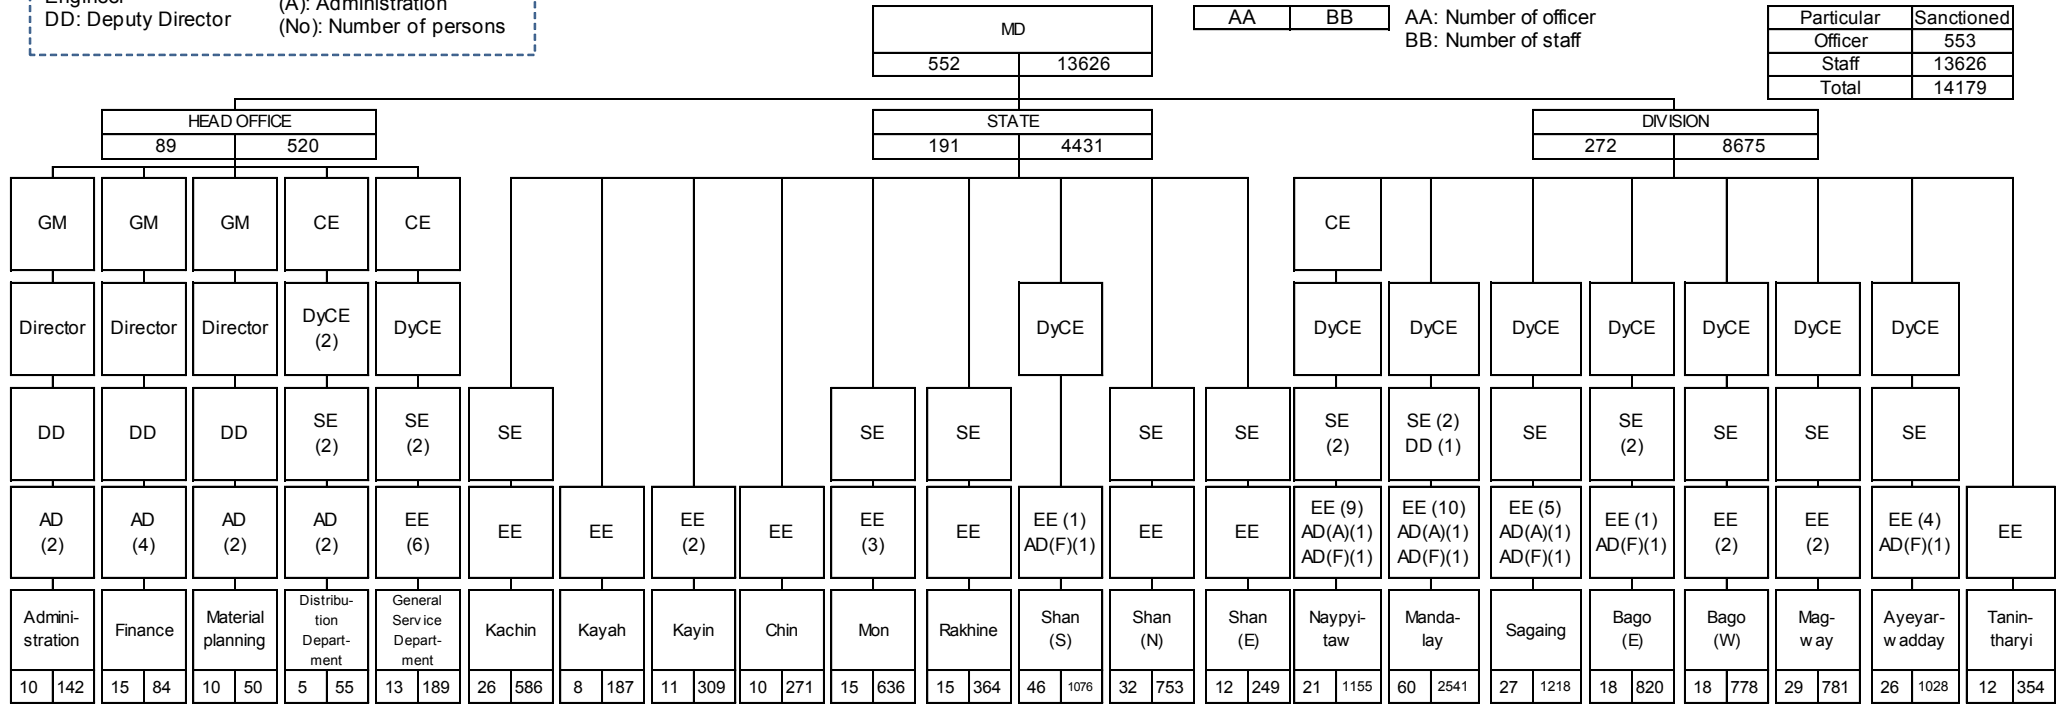 Engineer
(A): Administration
DD: Deputy Director
(No): Number of persons
MD
552 13626
AA BB
AA: Number of officer
BB: Number of staff
Particular Sanctioned
Officer 553
Staff 13626
Total 14179
HEAD OFFICE
89 520
STATE
191 4431
DIVISION
272 8675
GM GM GM CE CE CE
Director Director Director DyCE
(2)
DyCE DyCE DyCE DyCE DyCE DyCE DyCE DyCE DyCE
DD DD DD SE
(2)
SE
(2)
SE SE SE SE SE SE
(2)
SE (2)
DD (1)
SE SE
(2)
SE SE SE
AD
(2)
AD
(4)
AD
(2)
AD
(2)
EE
(6)
EE EE EE
(2)
EE EE
(3)
EE EE (1)
AD(F)(1)
EE EE EE (9)
AD(A)(1)
AD(F)(1)
EE (10)
AD(A)(1)
AD(F)(1)
EE (5)
AD(A)(1)
AD(F)(1)
EE (1)
AD(F)(1)
EE
(2)
EE
(2)
EE (4)
AD(F)(1)
EE
Admini-
stration
Finance
Material
planning
Distribu-
tion
Depart-
ment
General
Service
Depart-
ment
Kachin
Kayah
Kayin
Chin
Mon
Rakhine
Shan
(S)
Shan
(N)
Shan
(E)
Naypyi-
taw
Manda-
lay
Sagaing
Bago
(E)
Bago
(W)
Mag-
way
Ayeyar-
wadday
Tanin-
tharyi
10 142 15 84 10 50 5 55 13 189 26 586 8 187 11 309 10 271 15 636 15 364 46 1076 32 753 12 249 21 1155 60 2541 27 1218 18 820 18 778 29 781 26 1028 12 354